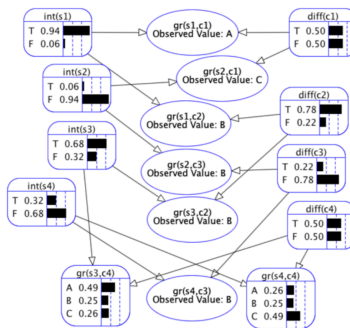 int(s1)
T 0.94
F 0.06
gr(s1,c1)
Observed Value: A
diff(c1)
T 0.50
F 0.50
int(s2)
T 0.06
F 0.94
gr(s2,c1)
Observed Value: C
gr(s1,c2)
Observed Value: B
diff(c2)
T 0.78
F 0.22
int(s3)
T 0.68
F 0.32
gr(s2,c3)
Observed Value: B
diff(c3)
T 0.22
F 0.78
int(s4)
T 0.32
F 0.68
gr(s3,c2)
Observed Value: B
diff(c4)
T 0.50
F 0.50
gr(s3,c4)
A 0.49
B 0.25
C 0.26
gr(s4,c3)
Observed Value: B
gr(s4,c4)
A 0.26
B 0.25
C 0.49